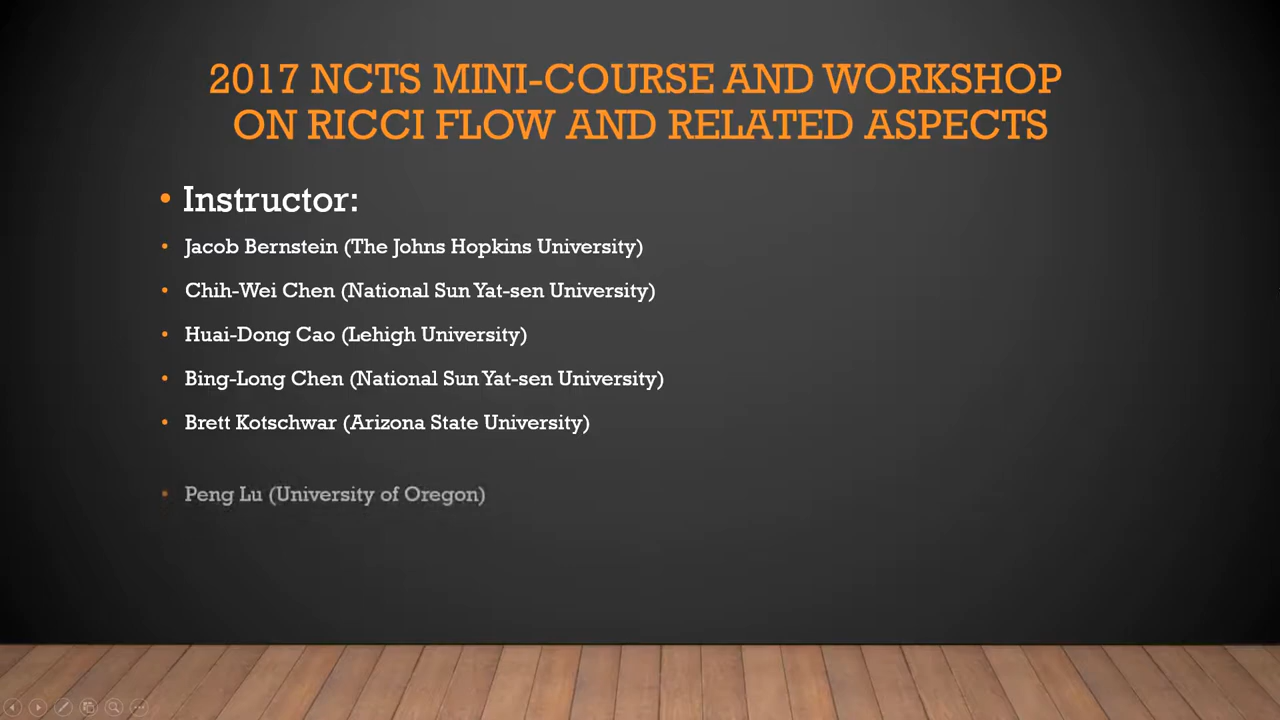 2017 NCTS MINI-COURSE AND WORKSHOP
ON RICCI FLOW AND RELATED ASPECTS
• Instructor:
• Jacob Bernstein (The Johns Hopkins University)
• Chih-Wei Chen (National Sun Yat-sen University)
• Huai-Dong Cao (Lehigh University)
• Bing-Long Chen (National Sun Yat-sen University)
• Brett Kotschwar (Arizona State University)
• Peng Lu (University of Oregon)